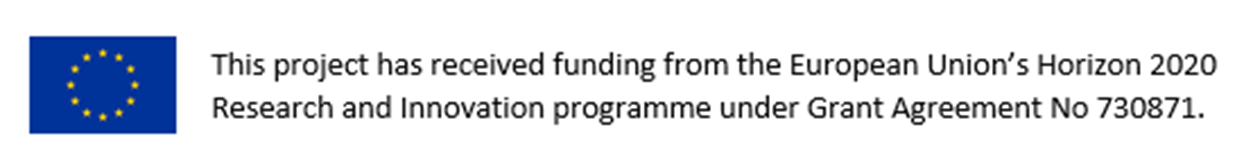 This project has received funding from the European Union’s Horizon 2020
Research and Innovation programme under Grant Agreement No 730871.